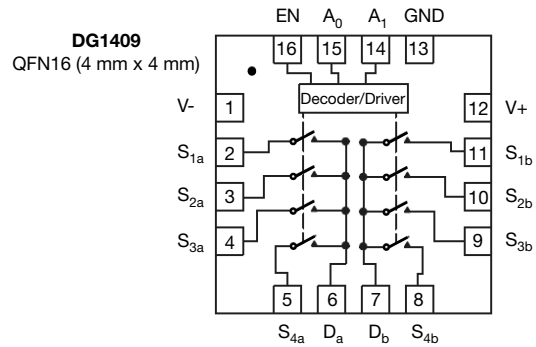 EN A0 A1 GND
DG1409
QFN16 (4 mm x 4 mm)
16 15 14 13
Decoder/Driver
V- 1 12 V+
S1a 2 11 S1b
S2a 3 10 S2b
S3a 4 9 S3b
5 6 7 8
S4a Da Db S4b